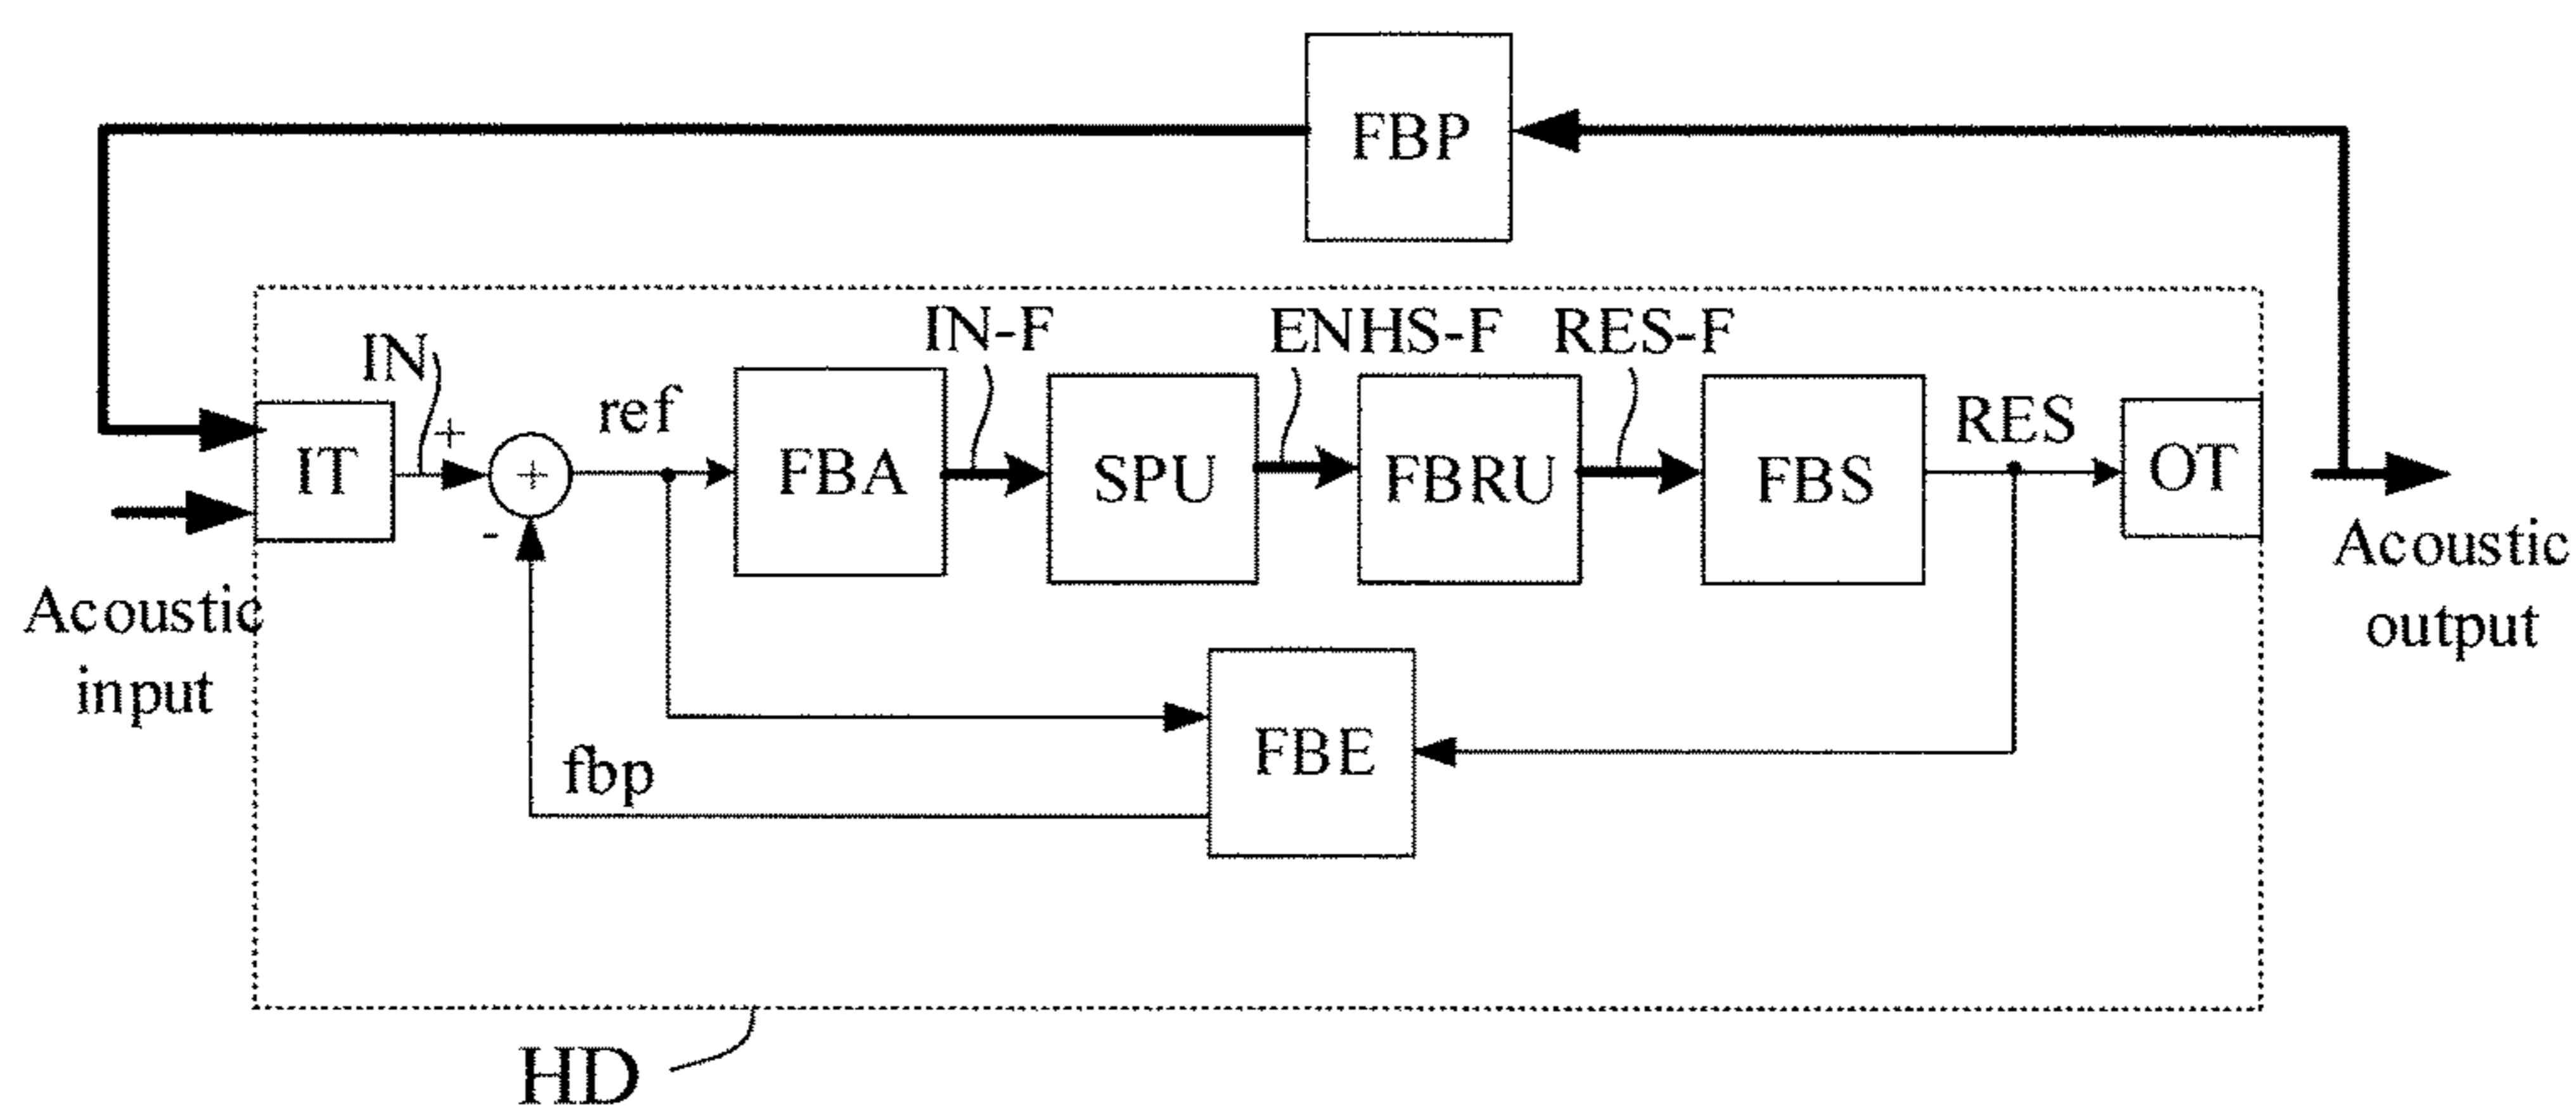 FBP
IN
IN-F
ENHS-F
RES-F
+
ref
RES
IT
+
FBA
SPU
FBRU
FBS
OT
-
Acoustic
input
Acoustic
output
fbp
FBE
HD